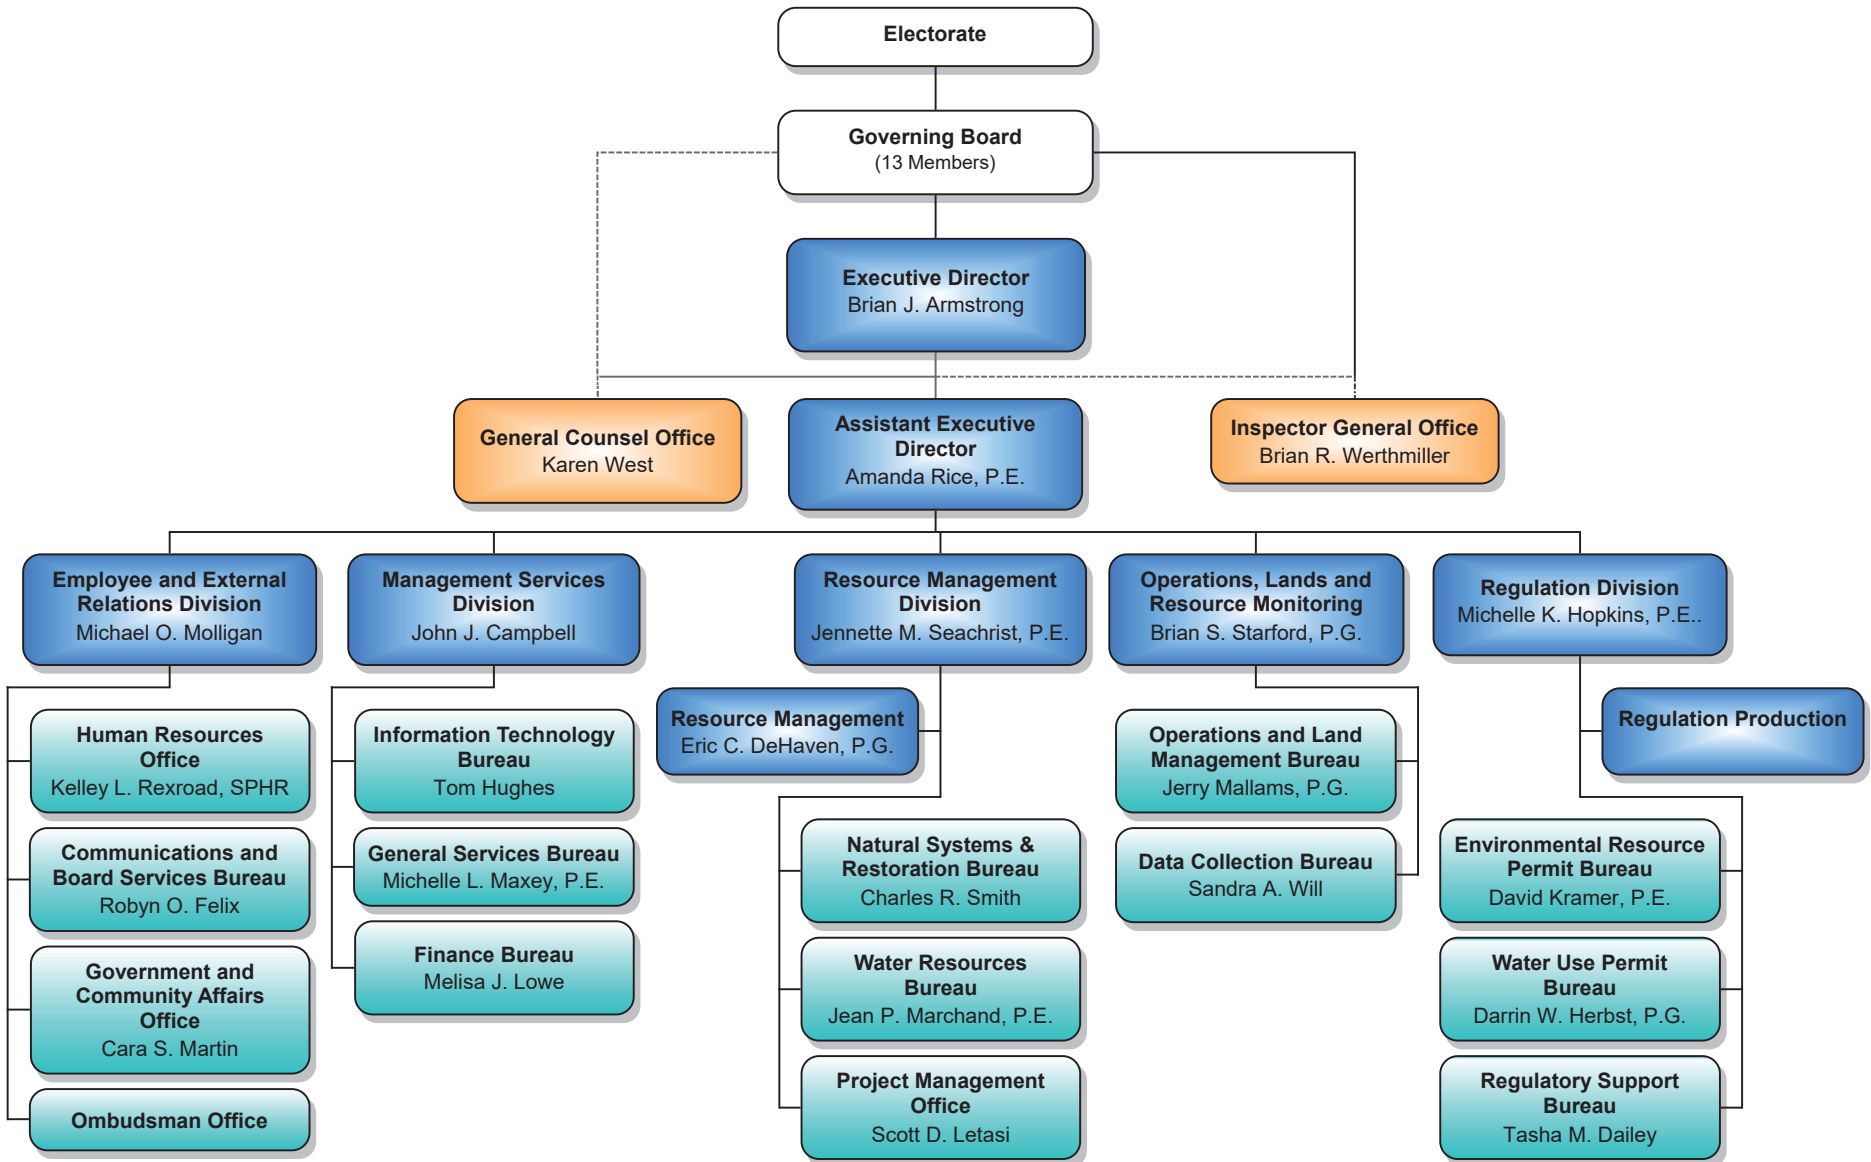 Electorate
Governing Board
(13 Members)
Executive Director
Brian J. Armstrong
General Counsel Office
Karen West
Assistant Executive
Director
Amanda Rice, P.E.
Inspector General Office
Brian R. Werthmiller
Employee and External
Relations Division
Michael O. Molligan
Management Services
Division
John J. Campbell
Resource Management
Division
Jennette M. Seachrist, P.E.
Operations, Lands and
Resource Monitoring
Brian S. Starford, P.G.
Regulation Division
Michelle K. Hopkins, P.E..
Human Resources
Office
Kelley L. Rexroad, SPHR
Communications and
Board Services Bureau
Robyn O. Felix
Government and
Community Affairs
Office
Cara S. Martin
Ombudsman Office
Information Technology
Bureau
Tom Hughes
General Services Bureau
Michelle L. Maxey, P.E.
Finance Bureau
Melisa J. Lowe
Resource Management
Eric C. DeHaven, P.G.
Natural Systems &
Restoration Bureau
Charles R. Smith
Water Resources
Bureau
Jean P. Marchand, P.E.
Project Management
Office
Scott D. Letasi
Operations and Land
Management Bureau
Jerry Mallams, P.G.
Data Collection Bureau
Sandra A. Will
Regulation Production
Environmental Resource
Permit Bureau
David Kramer, P.E.
Water Use Permit
Bureau
Darrin W. Herbst, P.G.
Regulatory Support
Bureau
Tasha M. Dailey